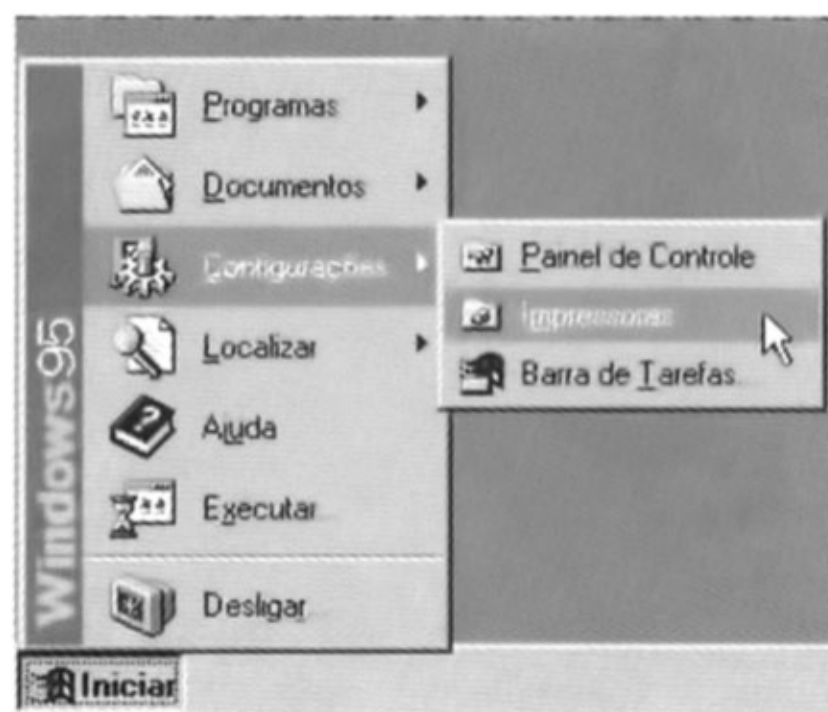 Programas
Documentos
Configurações
Localizar
Ajuda
Executar...
Desligar...
Painel de Controle
Impressoras
Barra de Tarefas...
Windows95
Iniciar